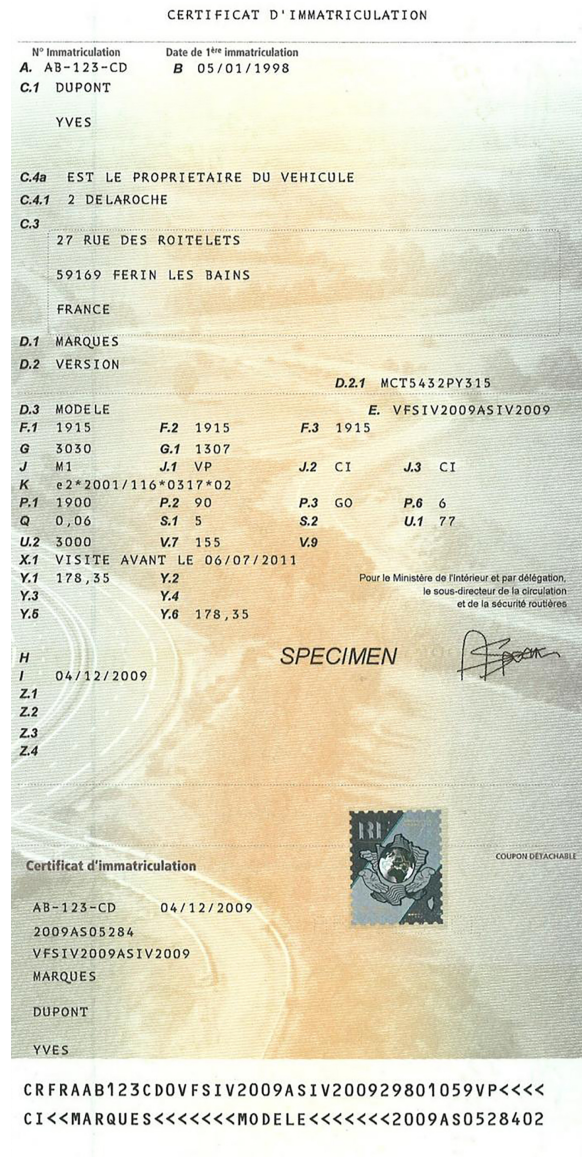 CERTIFICAT D'IMMATRICULATION
N° Immatriculation Date de 1ère immatriculation
A. AB-123-CD B 05/01/1998
C.1 DUPONT
YVES
C.4a EST LE PROPRIETAIRE DU VEHICULE
C.4.1 2 DELAROCHE
C.3
27 RUE DES ROITELETS
59169 FERIN LES BAINS
FRANCE
D.1 MARQUES
D.2 VERSION
D.2.1 MCT5432PY315
D.3 MODELE E. VFSIV2009ASIV2009
F.1 1915 F.2 1915 F.3 1915
G 3030 G.1 1307
J M1 J.1 VP J.2 CI J.3 CI
K e2*2001/116*0317*02
P.1 1900 P.2 90 P.3 GO P.6 6
Q 0,06 S.1 5 S.2 U.1 77
U.2 3000 V.7 155 V.9
X.1 VISITE AVANT LE 06/07/2011
Y.1 178,35 Y.2
Y.3 Y.4
Y.5 Y.6 178,35
Pour le Ministère de l'Intérieur et par délégation,
le sous-directeur de la circulation
et de la sécurité routières
SPECIMEN
H
I 04/12/2009
Z.1
Z.2
Z.3
Z.4
COUPON DÉTACHABLE
Certificat d'immatriculation
AB-123-CD 04/12/2009
2009AS05284
VFSIV2009ASIV2009
MARQUES
DUPONT
YVES
CRFRAAB123CD0VFSIV2009ASIV200929801059VP<<<<
CI<<MARQUES<<<<<<<MODELE<<<<<<<2009AS0528402